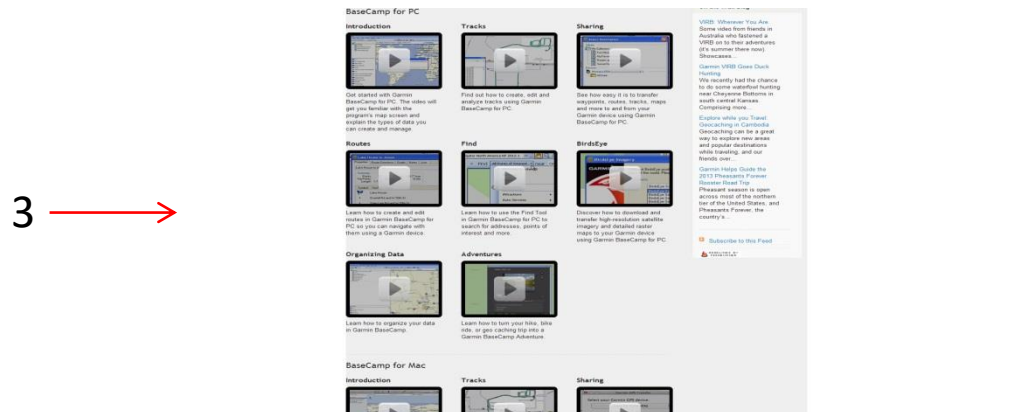 BaseCamp for PC
Introduction
Tracks
Sharing
Get started with Garmin
BaseCamp for PC. The video will
get you familiar with the
program's map screen and
explain the types of data you
can create and manage.
Find out how to create, edit and
analyze tracks using Garmin
BaseCamp for PC.
See how easy it is to transfer
waypoints, routes, tracks, maps
and more to and from your
Garmin device using Garmin
BaseCamp for PC.
Routes
Find
BirdsEye
Learn how to create and edit
routes in Garmin BaseCamp for
PC so you can navigate with
them using a Garmin device.
Learn how to use the Find Tool
in Garmin BaseCamp for PC to
search for addresses, points of
interest and more.
Discover how to download and
transfer high-resolution satellite
imagery and detailed raster
maps to your Garmin device
using Garmin BaseCamp for PC.
3
Organizing Data
Adventures
Learn how to organize your data
in Garmin BaseCamp.
Learn how to turn your hike, bike
ride, or geo caching trip into a
Garmin BaseCamp Adventure.
BaseCamp for Mac
Introduction
Tracks
Sharing
VIRB: Wherever You Are
Some video from friends in
Australia who fastened a
VIRB on to their adventures
(it's summer there now).
Showcases...
Garmin VIRB Goes Duck
Hunting
We recently had the chance
to do some waterfowl hunting
near Cheyenne Bottoms in
south central Kansas.
Comprising more...
Explore while you Travel:
Geocaching in Cambodia
Geocaching can be a great
way to explore new areas
and popular destinations
while traveling, and our
friends over...
Garmin Helps Guide the
2013 Pheasants Forever
Rooster Road Trip
Pheasant season is open
across most of the northern
tier of the United States, and
Pheasants Forever, the
country's...
Subscribe to this Feed